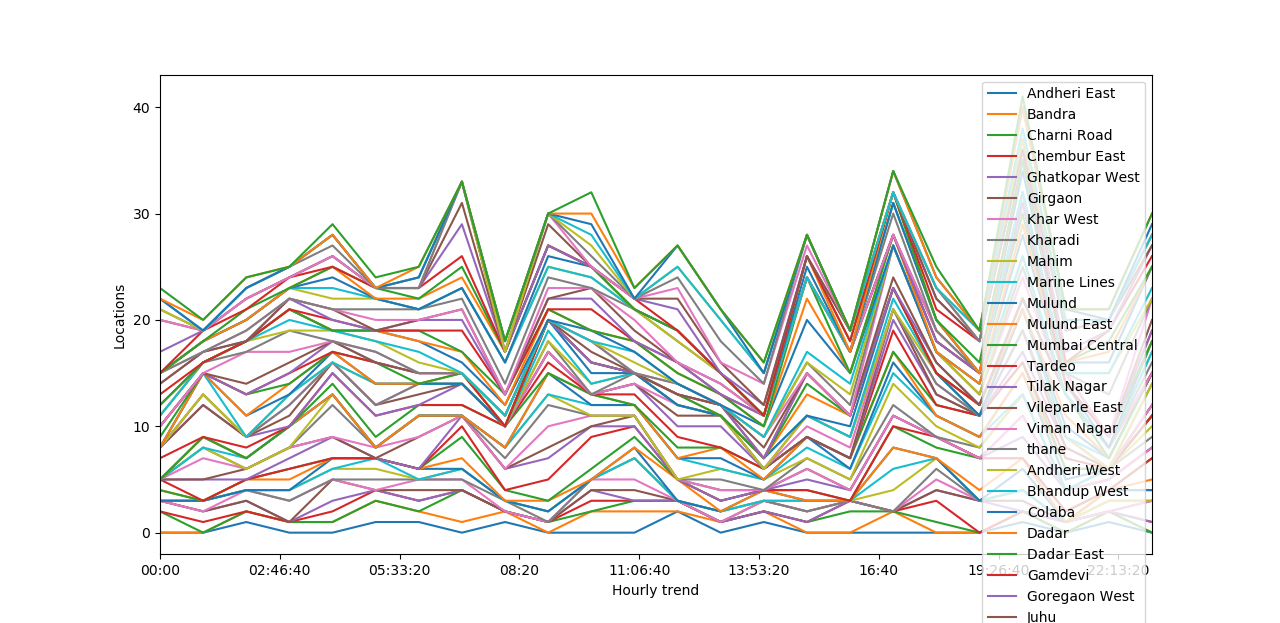 40
30
20
10
0
Locations
00:00
02:46:40
05:33:20
08:20
11:06:40
13:53:20
16:40
19:26:40
22:13:20
Hourly trend
Andheri East
Bandra
Charni Road
Chembur East
Ghatkopar West
Girgaon
Khar West
Kharadi
Mahim
Marine Lines
Mulund
Mulund East
Mumbai Central
Tardeo
Tilak Nagar
Vileparle East
Viman Nagar
thane
Andheri West
Bhandup West
Colaba
Dadar
Dadar East
Gamdevi
Goregaon West
Juhu